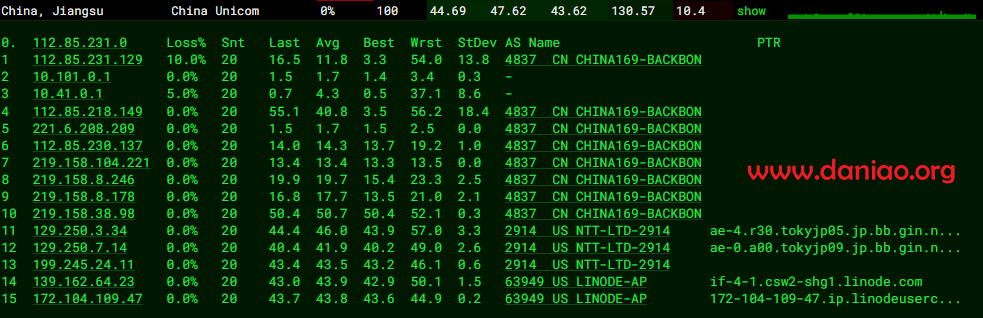 China, Jiangsu China Unicom 0% 100 44.69 47.62 43.62 130.57 10.4 show
0. 112.85.231.0 Loss% Snt Last Avg Best Wrst StDev AS Name PTR
1 112.85.231.129 10.0% 20 16.5 11.8 3.3 54.0 13.8 4837 CN CHINA169-BACKBON
2 10.101.0.1 0.0% 20 1.5 1.7 1.4 3.4 0.3 -
3 10.41.0.1 5.0% 20 0.7 4.3 0.5 37.1 8.6 -
4 112.85.218.149 0.0% 20 55.1 40.8 3.5 56.2 18.4 4837 CN CHINA169-BACKBON
5 221.6.208.209 0.0% 20 1.5 1.7 1.5 2.5 0.0 4837 CN CHINA169-BACKBON
6 112.85.230.137 0.0% 20 14.0 14.3 13.7 19.2 1.0 4837 CN CHINA169-BACKBON
7 219.158.104.221 0.0% 20 13.4 13.4 13.3 13.5 0.0 4837 CN CHINA169-BACKBON
8 219.158.8.246 0.0% 20 19.9 19.7 15.4 23.3 2.5 4837 CN CHINA169-BACKBON
www.daniao.org
9 219.158.8.178 0.0% 20 16.8 17.7 13.5 21.0 2.1 4837 CN CHINA169-BACKBON
10 219.158.38.98 0.0% 20 50.4 50.7 50.4 52.1 0.3 4837 CN CHINA169-BACKBON
11 129.250.3.34 0.0% 20 44.4 46.0 43.9 57.0 3.3 2914 US NTT-LTD-2914 ae-4.r30.tokyjp05.jp.bb.gin.n...
12 129.250.7.14 0.0% 20 40.4 41.9 40.2 49.0 2.6 2914 US NTT-LTD-2914 ae-0.a00.tokyjp09.jp.bb.gin.n...
13 199.245.24.11 0.0% 20 43.4 43.5 43.2 46.1 0.6 2914 US NTT-LTD-2914
14 139.162.64.23 0.0% 20 43.0 43.9 42.9 50.1 1.5 63949 US LINODE-AP if-4-1.csw2-shg1.linode.com
15 172.104.109.47 0.0% 20 43.7 43.8 43.6 44.9 0.2 63949 US LINODE-AP 172-104-109-47.ip.linodeuserc...